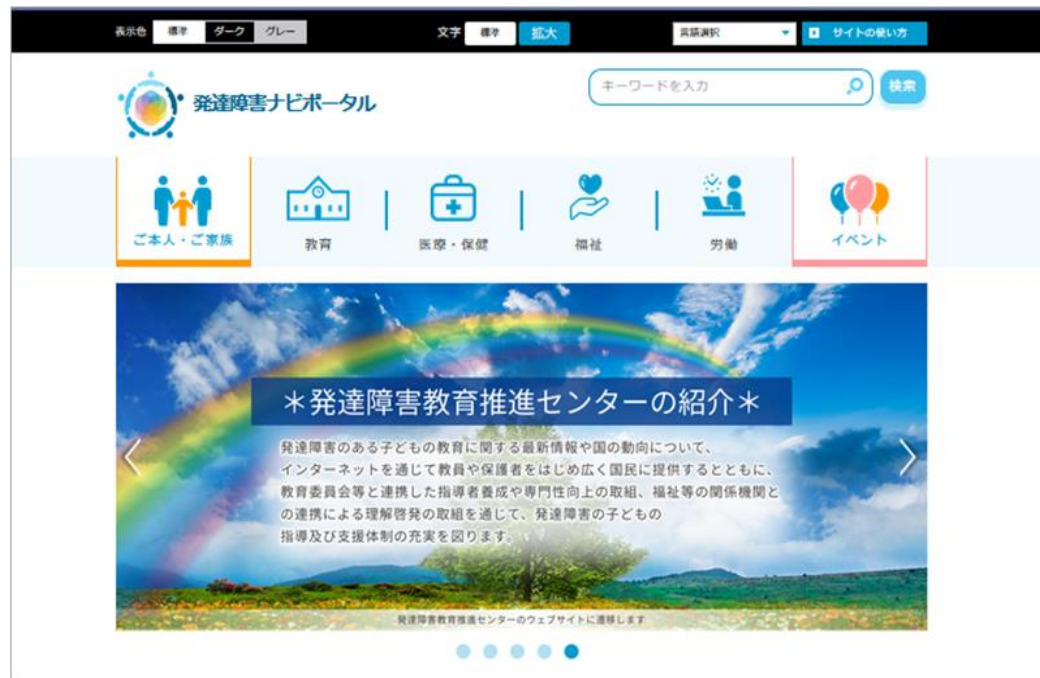 表示色 標準 ダーク グレー 文字 標準 拡大 言語選択 サイトの使い方
発達障害ナビポータル キーワードを入力 検索
ご本人・ご家族 教育 医療・保健 福祉 労働 イベント
＊発達障害教育推進センターの紹介＊
発達障害のある子どもの教育に関する最新情報や国の動向について、
インターネットを通じて教員や保護者をはじめ広く国民に提供するとともに、
教育委員会等と連携した指導者養成や専門性向上の取組、福祉等の関係機関と
の連携による理解啓発の取組を通じて、発達障害の子どもの
指導及び支援体制の充実を図ります。
発達障害教育推進センターのウェブサイトに遷移します